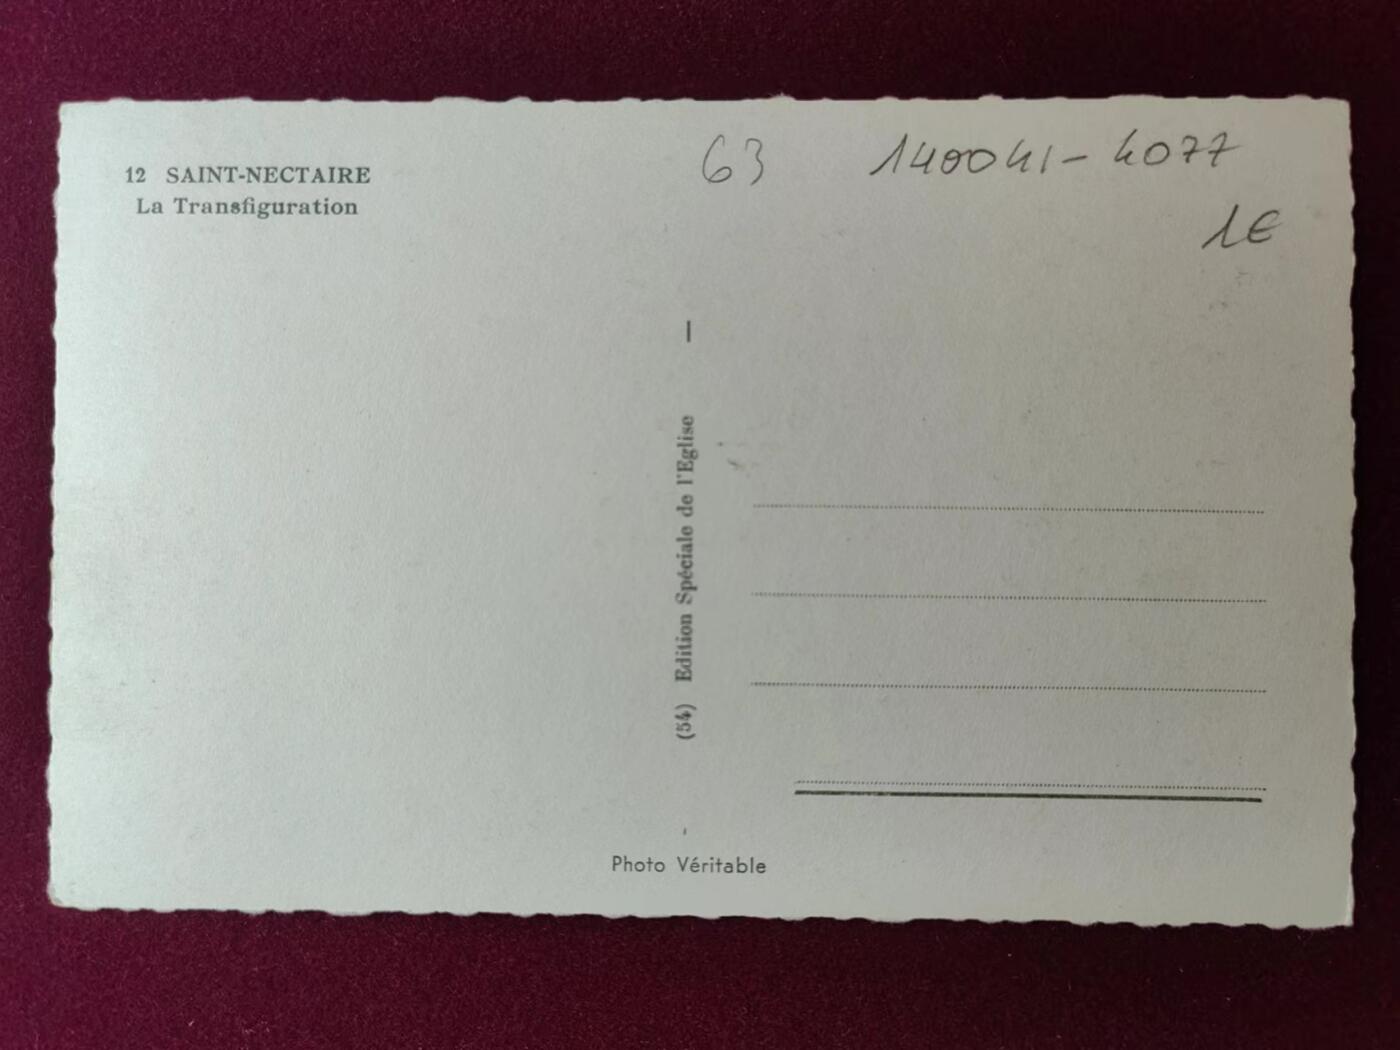 12 SAINT-NECTAIRE
La Transfiguration
63
140041-4077
1€
(54) Edition Spéciale de l'Eglise
Photo Véritable